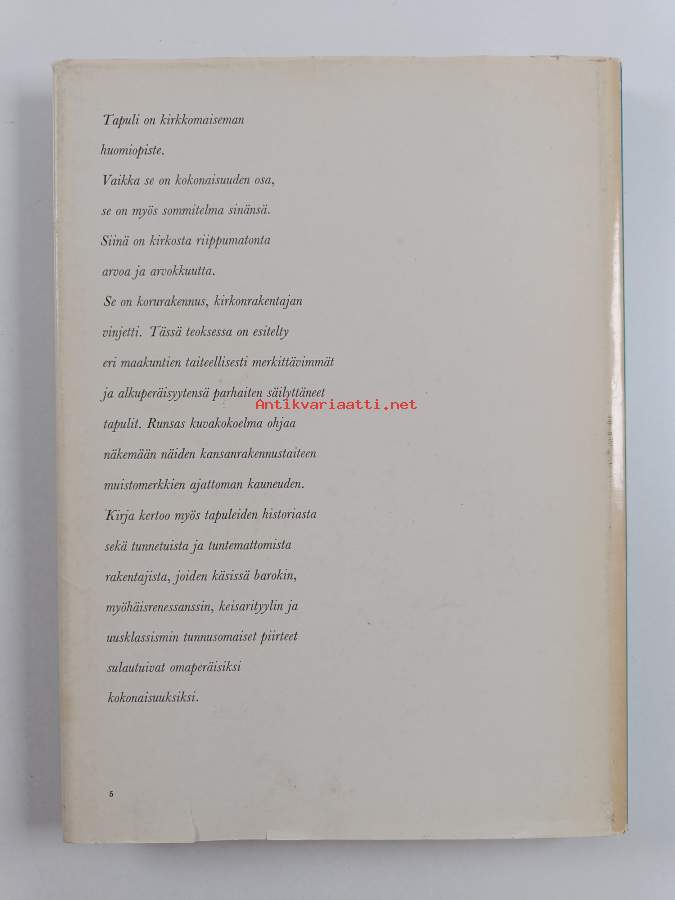 Tapuli on kirkkomaiseman
huomiopiste.
Vaikka se on kokonaisuuden osa,
se on myös sommitelma sinänsä.
Siinä on kirkosta riippumatonta
arvoa ja arvokkuutta.
Se on korurakennus, kirkonrakentajan
vinjetti. Tässä teoksessa on esitelty
eri maakuntien taiteellisesti merkittävimmät
ja alkuperäisyytensä parhaiten säilyttäneet
Antikvariaatti.net
tapulit. Runsas kuvakokoelma ohjaa
näkemään näiden kansanrakennustaiteen
muistomerkkien ajattoman kauneuden.
Kirja kertoo myös tapuleiden historiasta
sekä tunnetuista ja tuntemattomista
rakentajista, joiden käsissä barokin,
myöhäisrenessanssin, keisarityylin ja
uusklassismin tunnusomaiset piirteet
sulautuivat omaperäisiksi
kokonaisuuksiksi.
5